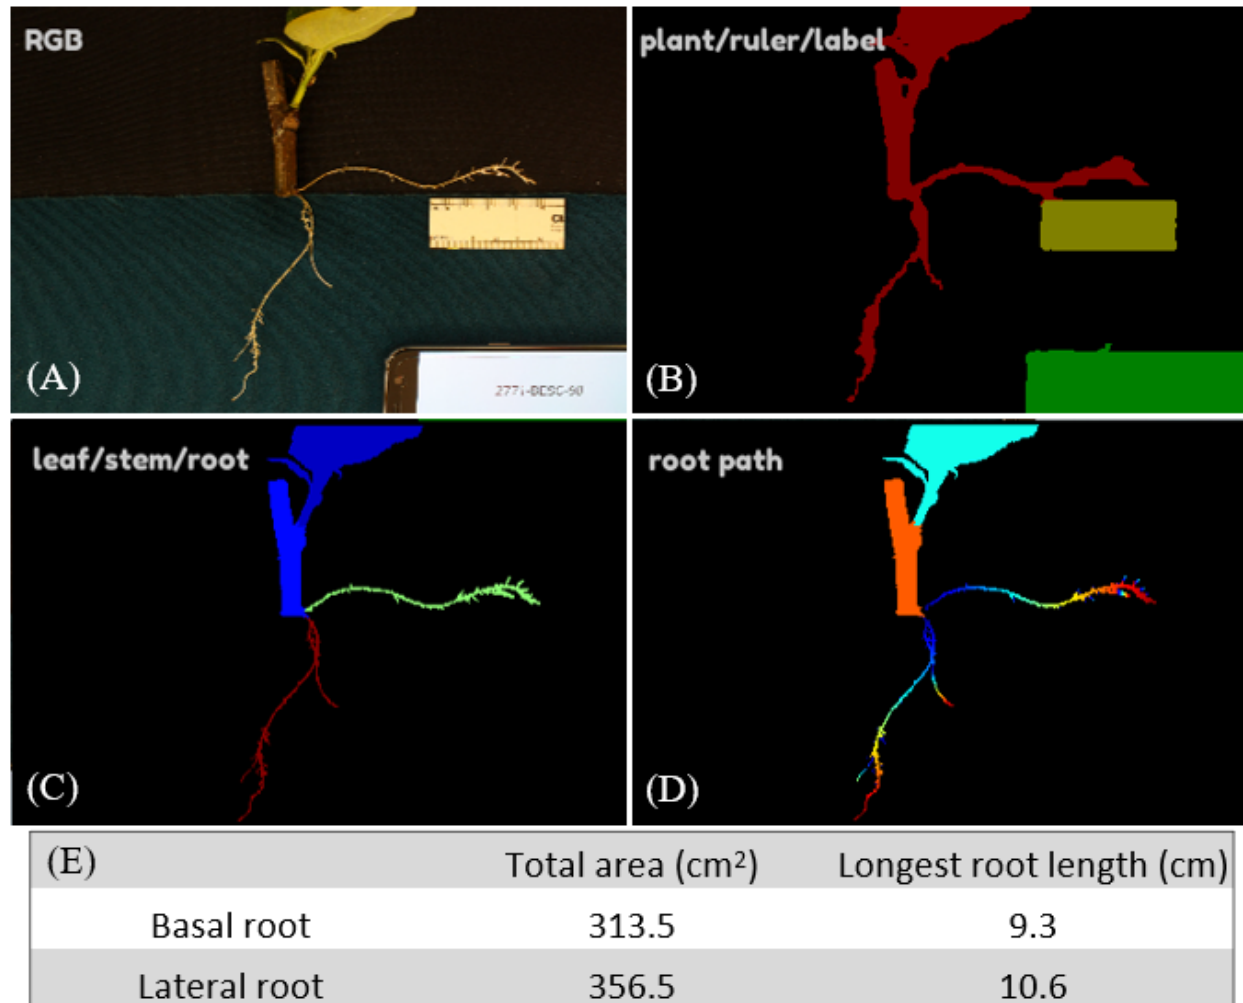 RGB
plant/ruler/label
(A)
2771-BESC-90
(B)
leaf/stem/root
root path
(C)
(D)
(E) Total area (cm²) Longest root length (cm)
Basal root 313.5 9.3
Lateral root 356.5 10.6